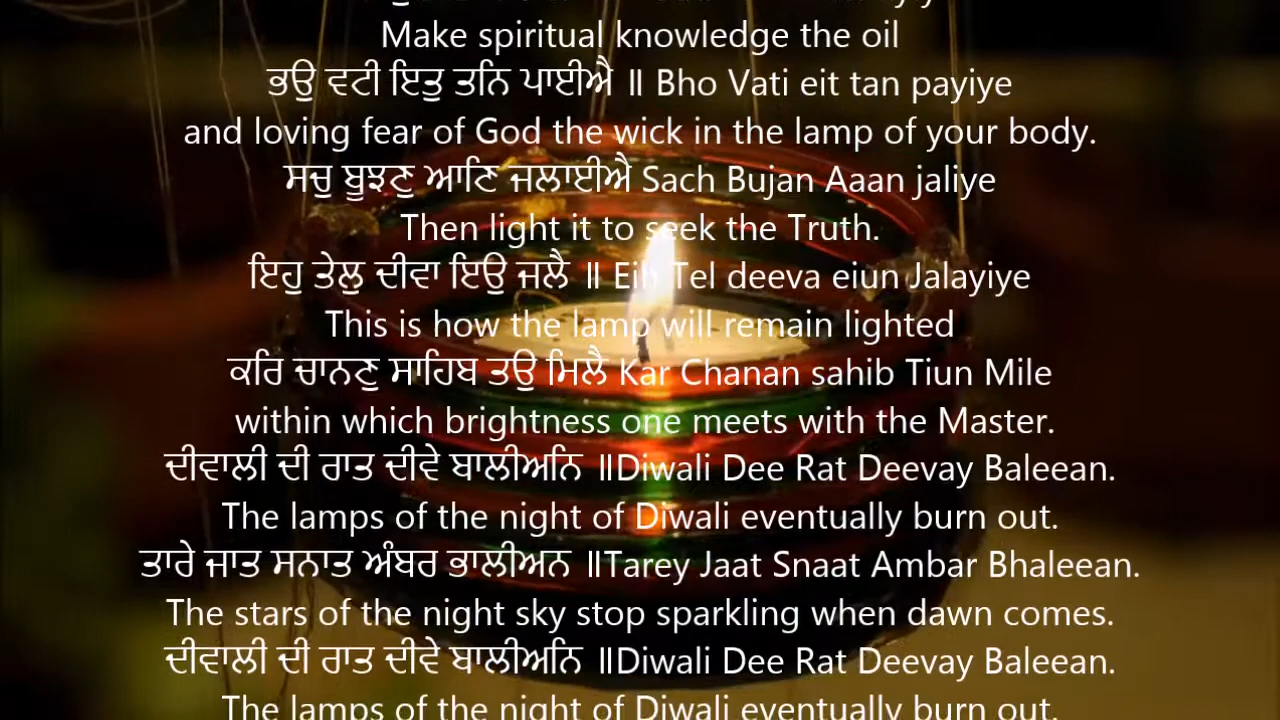 Make spiritual knowledge the oil
ਭਉ ਵਟੀ ਇਤੁ ਤਨਿ ਪਾਈਐ ॥ Bho Vati eit tan payiye
and loving fear of God the wick in the lamp of your body.
ਸਚੁ ਬੂਝਣੁ ਆਣਿ ਜਲਾਈਐ Sach Bujan Aaan jaliye
Then light it to seek the Truth.
ਇਹੁ ਤੇਲੁ ਦੀਵਾ ਇਉ ਜਲੈ ॥ Eih Tel deeva eiun Jalayiye
This is how the lamp will remain lighted
ਕਰਿ ਚਾਨਣੁ ਸਾਹਿਬ ਤਉ ਮਿਲੈ Kar Chanan sahib Tiun Mile
within which brightness one meets with the Master.
ਦੀਵਾਲੀ ਦੀ ਰਾਤ ਦੀਵੇ ਬਾਲੀਅਨਿ ॥Diwali Dee Rat Deevay Baleean.
The lamps of the night of Diwali eventually burn out.
ਤਾਰੇ ਜਾਤ ਸਨਾਤ ਅੰਬਰ ਭਾਲੀਅਨ ॥Tarey Jaat Snaat Ambar Bhaleean.
The stars of the night sky stop sparkling when dawn comes.
ਦੀਵਾਲੀ ਦੀ ਰਾਤ ਦੀਵੇ ਬਾਲੀਅਨਿ ॥Diwali Dee Rat Deevay Baleean.
The lamps of the night of Diwali eventually burn out.